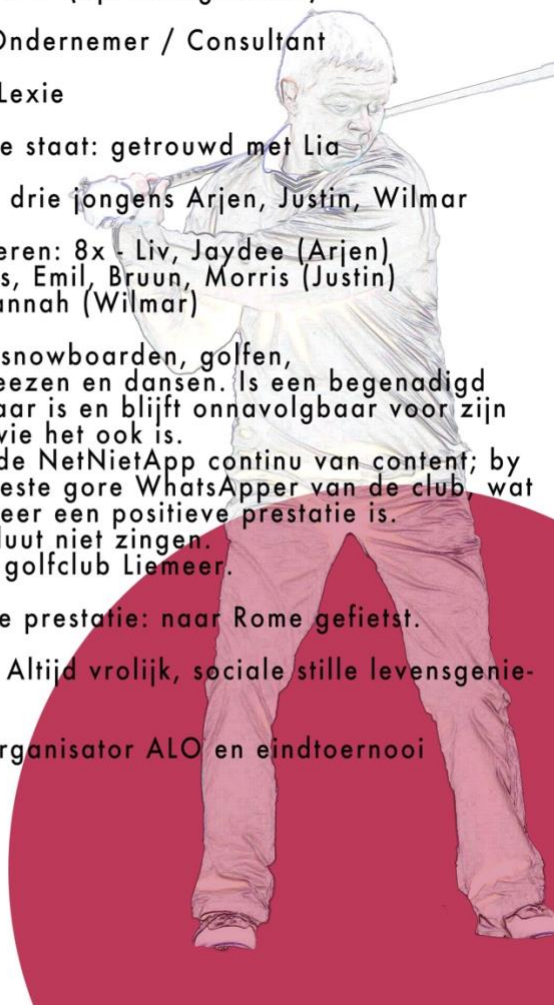 Ondernemer / Consultant
Lexie
e staat: getrouwd met Lia
drie jongens Arjen, Justin, Wilmar
eren: 8x - Liv, Jaydee (Arjen)
s, Emil, Bruun, Morris (Justin)
annah (Wilmar)
snowboarden, golfen,
eezen en dansen. Is een begenadigd
aar is en blijft onnavolgbaar voor zijn
vie het ook is.
de NetNietApp continu van content; by
este gore WhatsApper van de club, wat
eer een positieve prestatie is.
luut niet zingen.
golfclub Liemeer.
e prestatie: naar Rome gefietst.
Altijd vrolijk, sociale stille levensgenie-
rganisator ALO en eindtoernooi